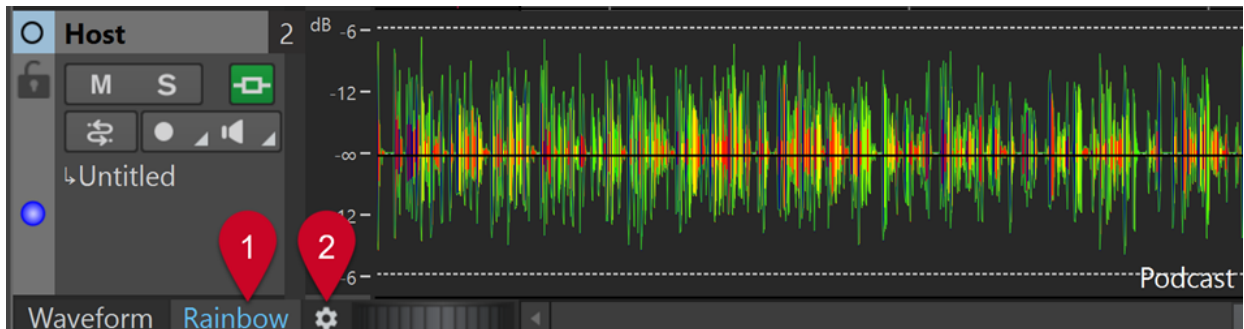 Host 2
dB -6
M S
-12
-∞
↳Untitled
12
1 2
-6
Podcast
Waveform Rainbow